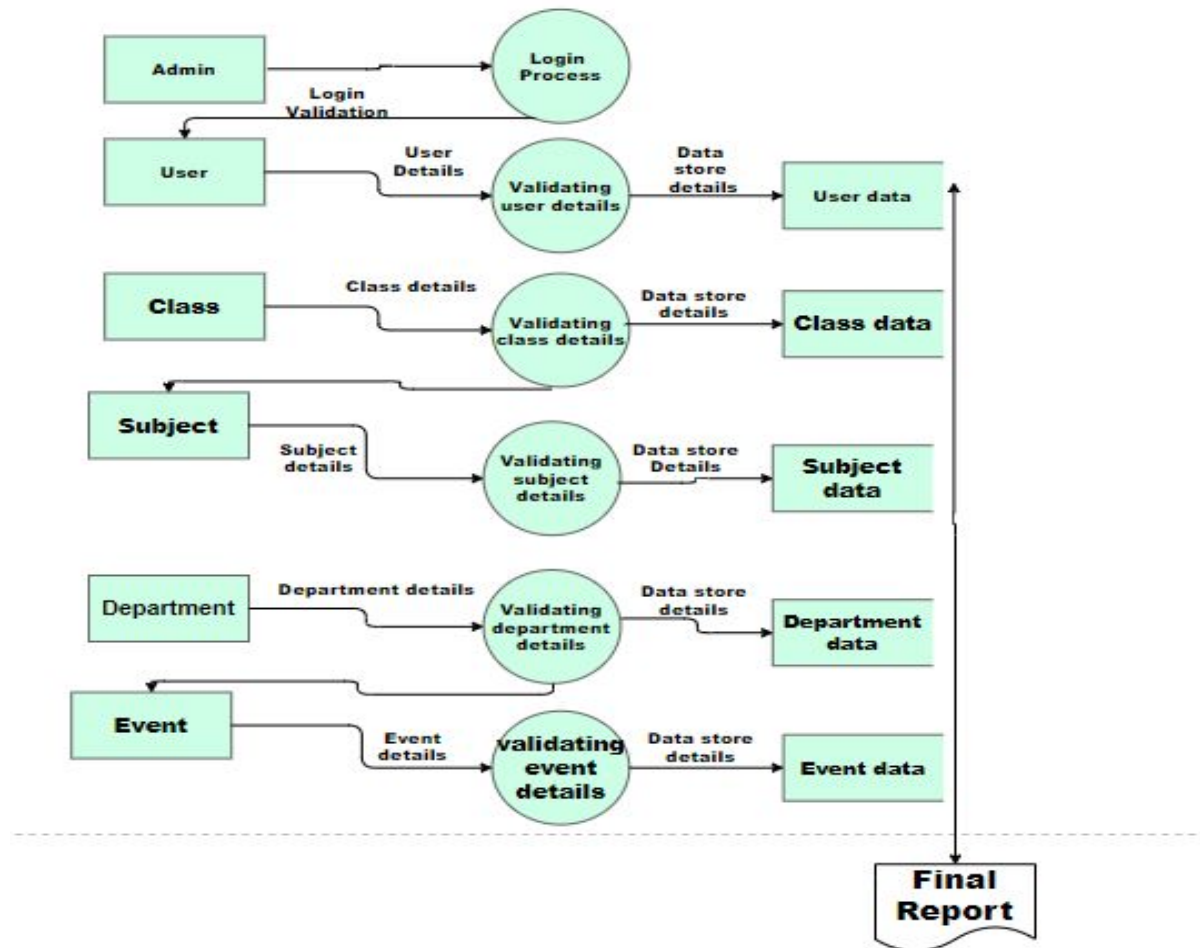 Admin
Login
Process
Login
Validation
User
User
Details
Validating
user details
Data
store
details
User data
Class
Class details
Validating
class details
Data store
details
Class data
Subject
Subject
details
Validating
subject
details
Data store
Details
Subject
data
Department
Department details
Validating
department
details
Data store
details
Department
data
Event
Event
details
validating
event
details
Data store
details
Event data
Final
Report